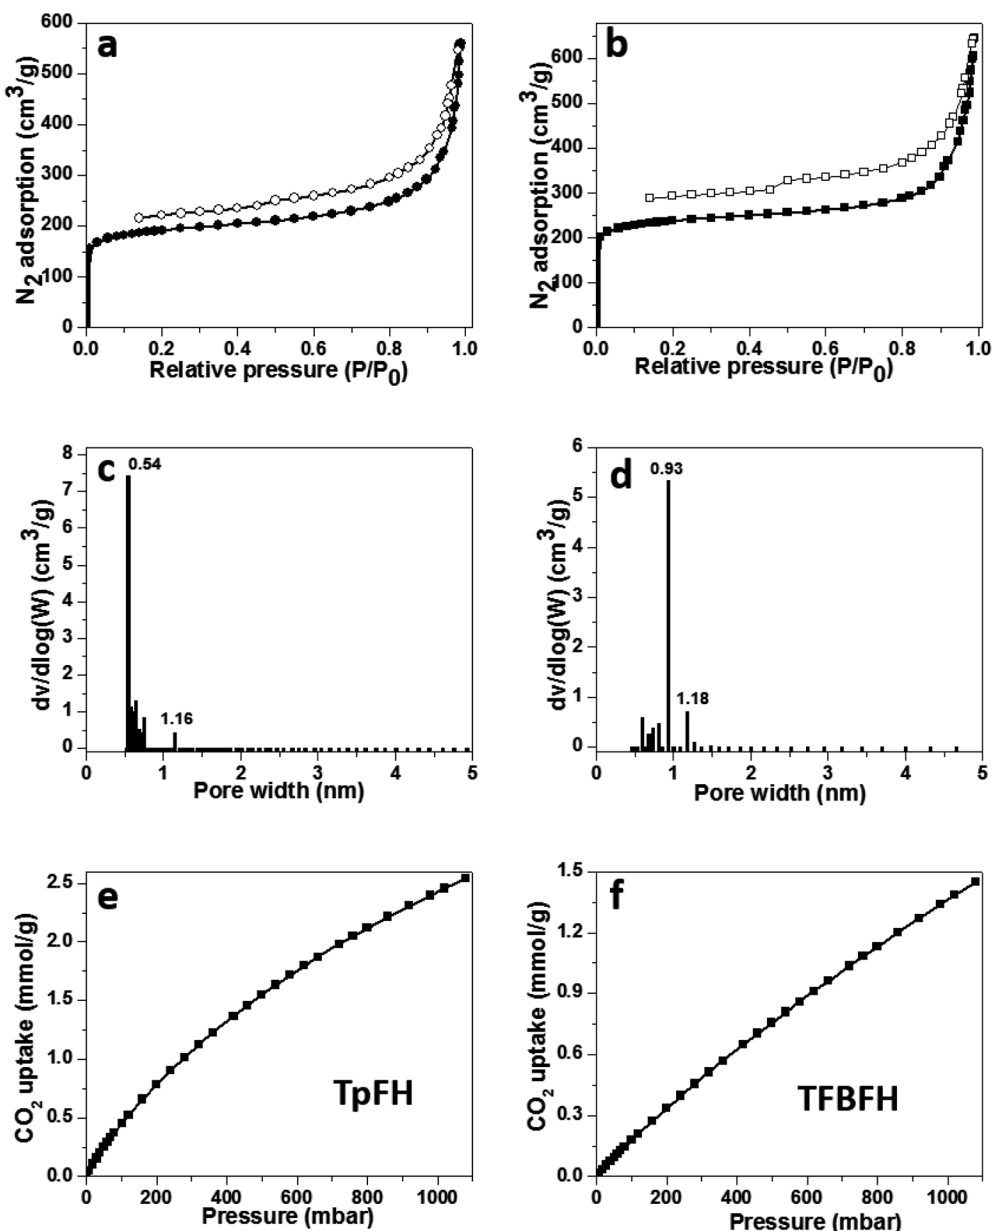 a
N2 adsorption (cm3/g)
600
500
400
300
200
100
0
0.0 0.2 0.4 0.6 0.8 1.0
Relative pressure (P/P0)
b
N2 adsorption (cm3/g)
600
500
400
300
200
100
0
0.0 0.2 0.4 0.6 0.8 1.0
Relative pressure (P/P0)
c
dv/dlog(W) (cm3/g)
8
7
6
5
4
3
2
1
0
0.54
1.16
0 1 2 3 4 5
Pore width (nm)
d
dv/dlog(W) (cm3/g)
6
5
4
3
2
1
0
0.93
1.18
0 1 2 3 4 5
Pore width (nm)
e
CO2 uptake (mmol/g)
2.5
2.0
1.5
1.0
0.5
0.0
TpFH
0 200 400 600 800 1000
Pressure (mbar)
f
CO2 uptake (mmol/g)
1.5
1.2
0.9
0.6
0.3
0.0
TFBFH
0 200 400 600 800 1000
Pressure (mbar)